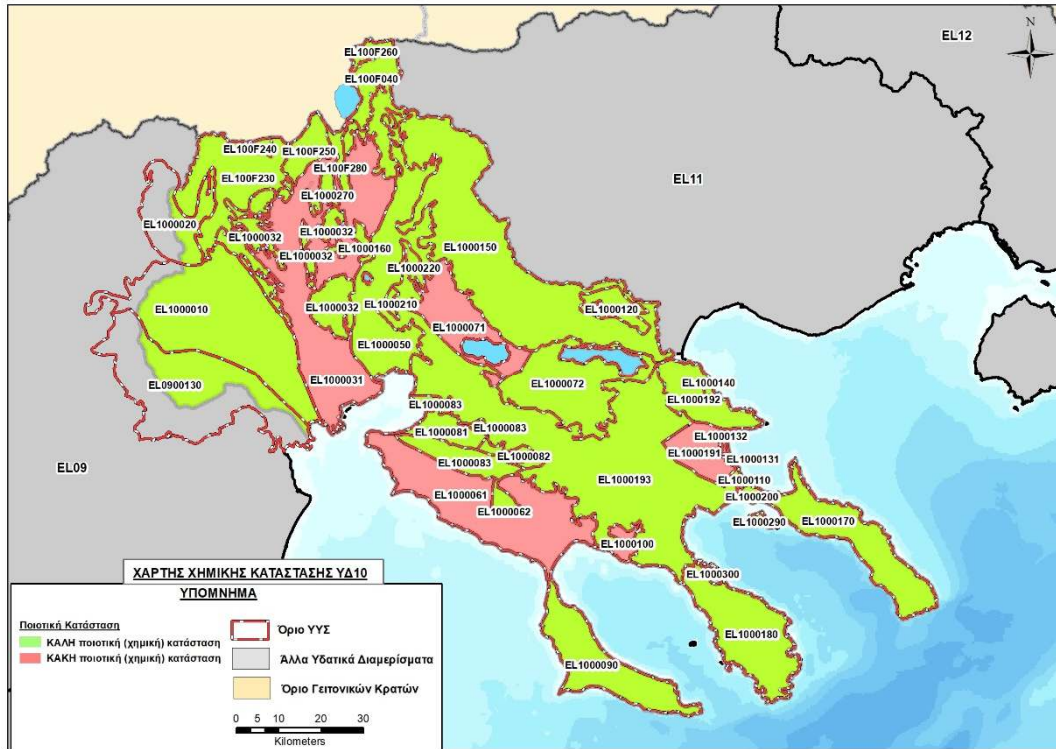 EL12
N
EL100F260
EL100F040
EL100F240
EL100F250
EL100F280
EL100F230
EL11
EL1000270
EL1000020
EL1000032
EL1000032
EL1000160
EL1000150
EL1000032
EL1000220
EL1000010
EL1000032
EL1000210
EL1000120
EL1000050
EL1000071
EL0900130
EL1000031
EL1000072
EL1000140
EL1000192
EL1000083
EL1000081
EL1000083
EL1000132
EL1000191
EL1000131
EL1000082
EL1000083
EL09
EL1000193
EL1000110
EL1000200
EL1000061
EL1000062
EL1000290
EL1000170
EL1000100
EL1000300
EL1000180
EL1000090
ΧΑΡΤΗΣ ΧΗΜΙΚΗΣ ΚΑΤΑΣΤΑΣΗΣ ΥΔ10
ΥΠΟΜΝΗΜΑ
Ποιοτική Κατάσταση
ΚΑΛΗ ποιοτική (χημική) κατάσταση
ΚΑΚΗ ποιοτική (χημική) κατάσταση
Όριο ΥΥΣ
Άλλα Υδατικά Διαμερίσματα
Όριο Γειτονικών Κρατών
0 5 10 20 30
Kilometers